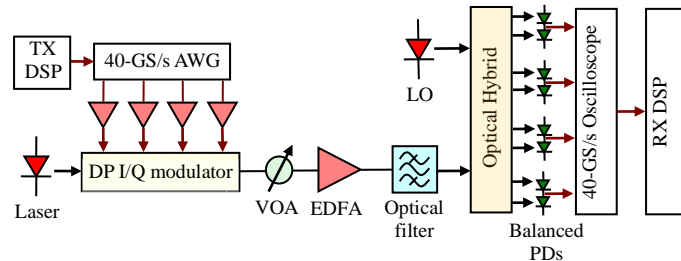 TX
DSP
40-GS/s AWG
DP I/Q modulator
Laser
VOA
EDFA
Optical
filter
LO
Optical Hybrid
Balanced
PDs
40-GS/s Oscilloscope
RX DSP